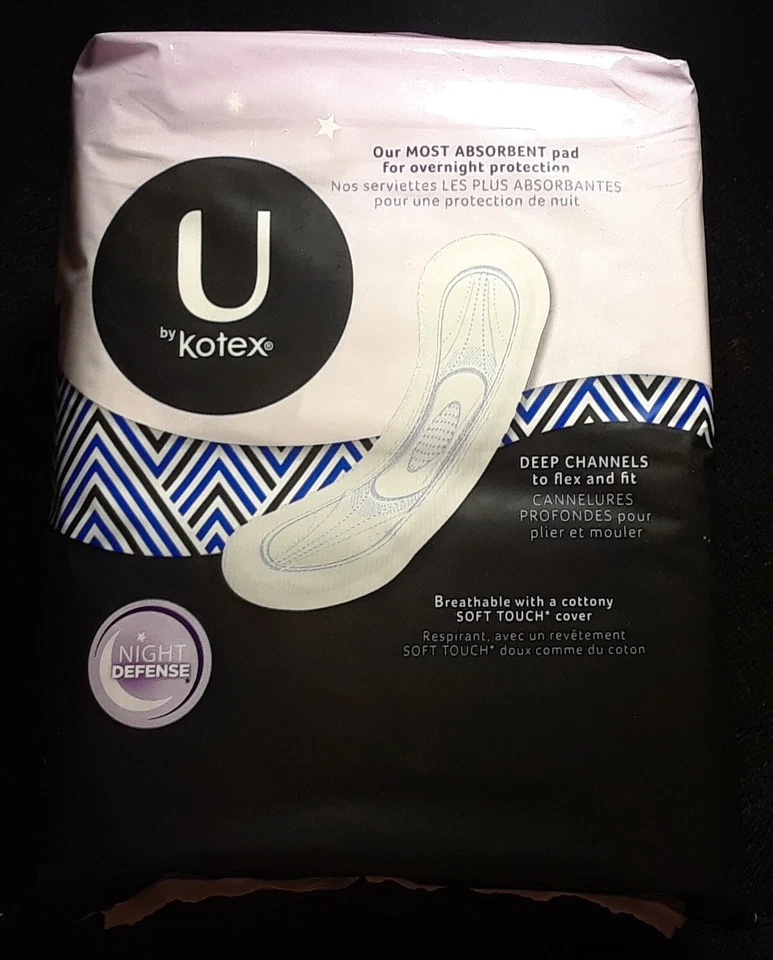 Our MOST ABSORBENT pad
for overnight protection
Nos serviettes LES PLUS ABSORBANTES
pour une protection de nuit
U
by Kotex®
DEEP CHANNELS
to flex and fit
CANNELURES
PROFONDES pour
plier et mouler
Breathable with a cottony
SOFT TOUCH* cover
Respirant, avec un revêtement
SOFT TOUCH* doux comme du coton
NIGHT
DEFENSE*